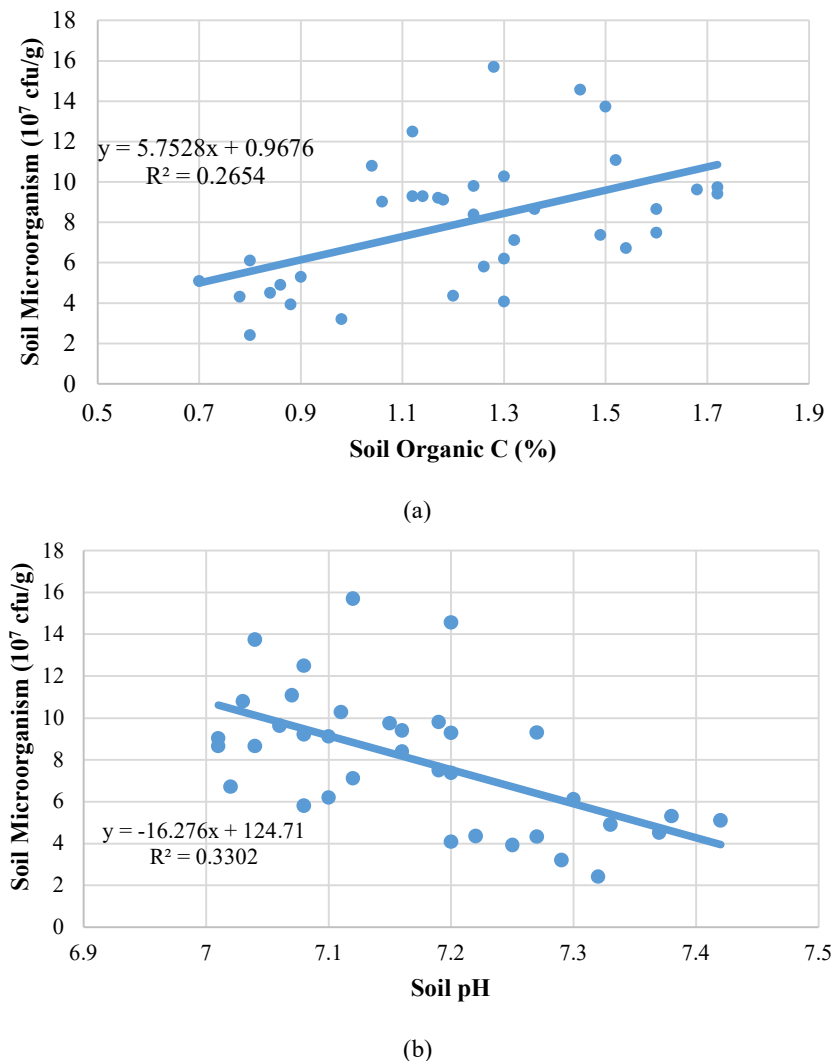 18
16
14
12
10
8
6
4
2
0
Soil Microorganism (10⁷ cfu/g)
y = 5.7528x + 0.9676
R² = 0.2654
0.5 0.7 0.9 1.1 1.3 1.5 1.7 1.9
Soil Organic C (%)
(a)
18
16
14
12
10
8
6
4
2
0
Soil Microorganism (10⁷ cfu/g)
y = -16.276x + 124.71
R² = 0.3302
6.9 7 7.1 7.2 7.3 7.4 7.5
Soil pH
(b)